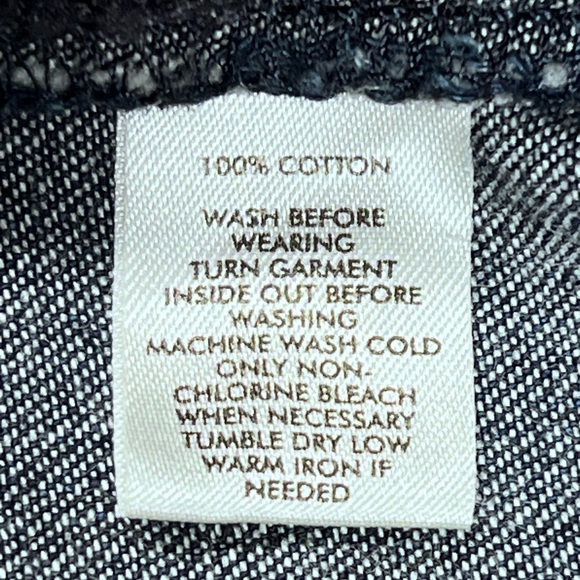 100% COTTON
WASH BEFORE
WEARING
TURN GARMENT
INSIDE OUT BEFORE
WASHING
MACHINE WASH COLD
ONLY NON-
CHLORINE BLEACH
WHEN NECESSARY
TUMBLE DRY LOW
WARM IRON IF
NEEDED